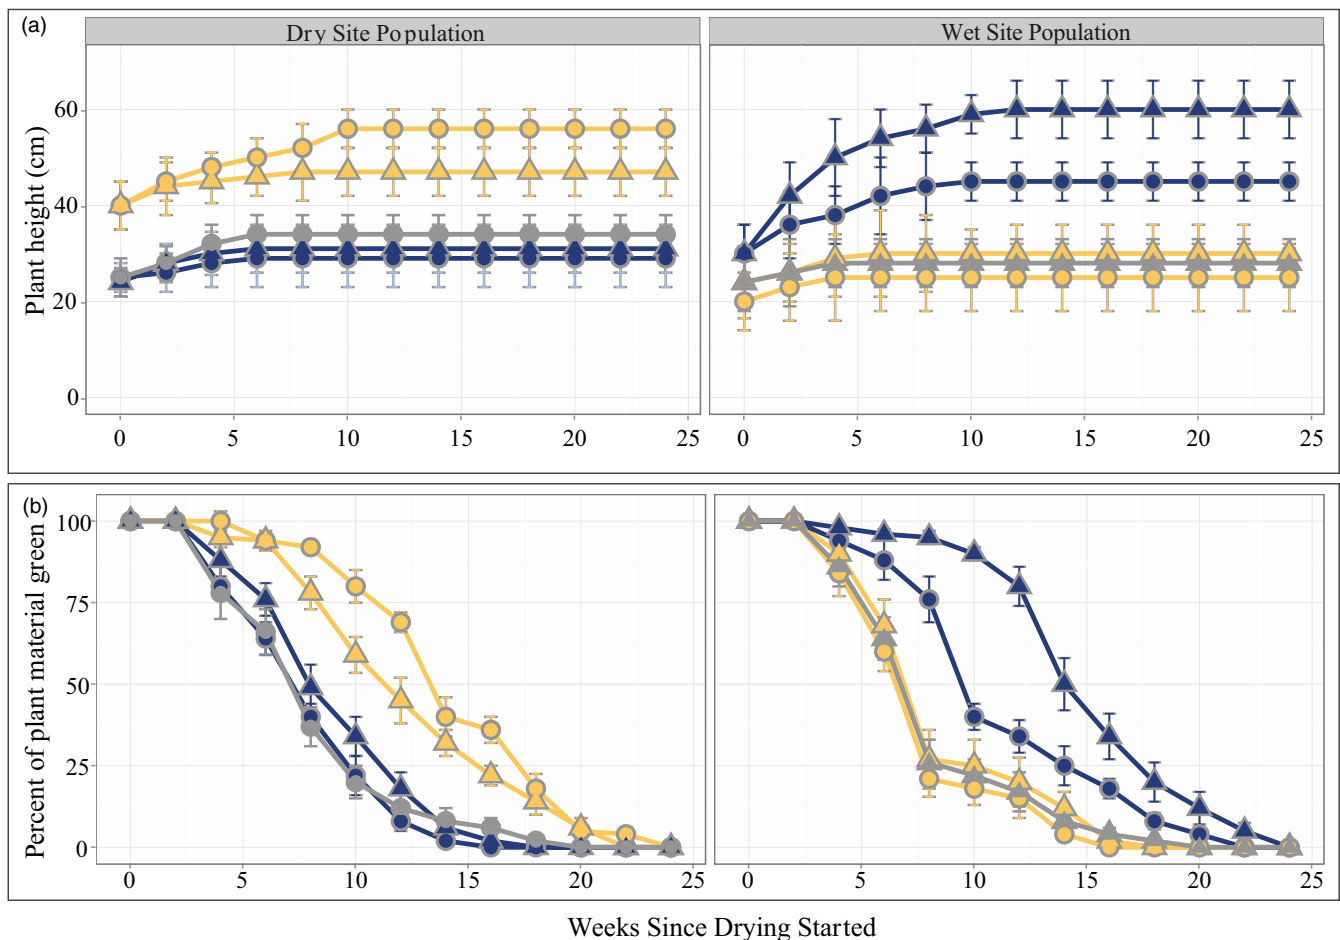 (a)
Dry Site Population
Wet Site Population
Plant height (cm)
60
40
20
0
0 5 10 15 20 25
0 5 10 15 20 25
(b)
Percent of plant material green
100
75
50
25
0
0 5 10 15 20 25
0 5 10 15 20 25
Weeks Since Drying Started